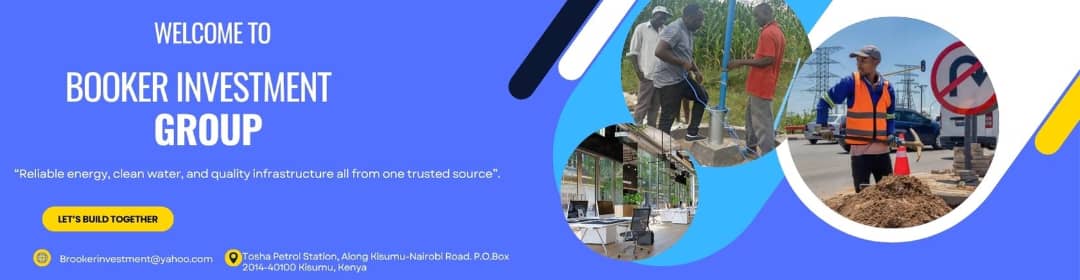 WELCOME TO
BOOKER INVESTMENT
GROUP
“Reliable energy, clean water, and quality infrastructure all from one trusted source”.
LET'S BUILD TOGETHER
Brookerinvestment@yahoo.com
Tosha Petrol Station, Along Kisumu-Nairobi Road. P.O.Box
2014-40100 Kisumu, Kenya